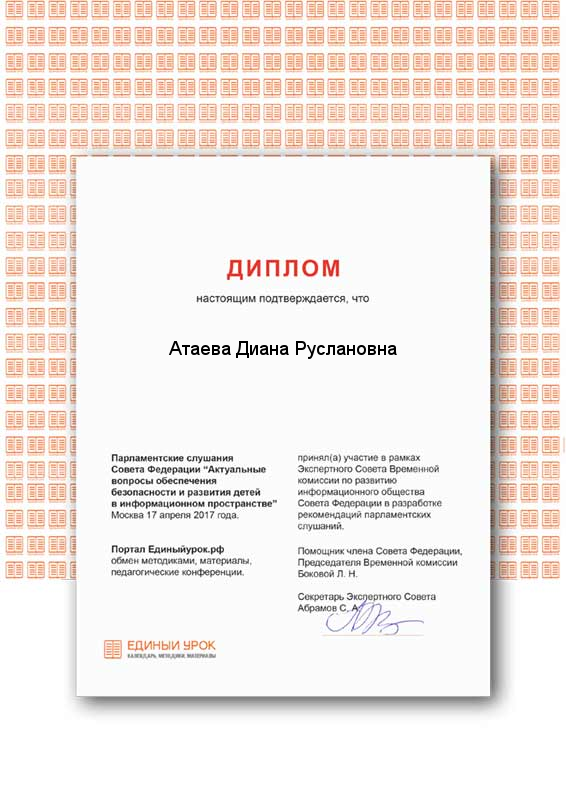 ДИПЛОМ
настоящим подтверждается, что
Атаева Диана Руслановна
Парламентские слушания
Совета Федерации “Актуальные
вопросы обеспечения
безопасности и развития детей
в информационном пространстве”
Москва 17 апреля 2017 года.
Портал Единыйурок.рф
обмен методиками, материалы,
педагогические конференции.
принял(а) участие в рамках
Экспертного Совета Временной
комиссии по развитию
информационного общества
Совета Федерации в разработке
рекомендаций парламентских
слушаний.
Помощник члена Совета Федерации,
Председателя Временной комиссии
Боковой Л. Н.
Секретарь Экспертного Совета
Абрамов С. А.
ЕДИНЫЙ УРОК
КАЛЕНДАРЬ, МЕТОДИКИ, МАТЕРИАЛЫ